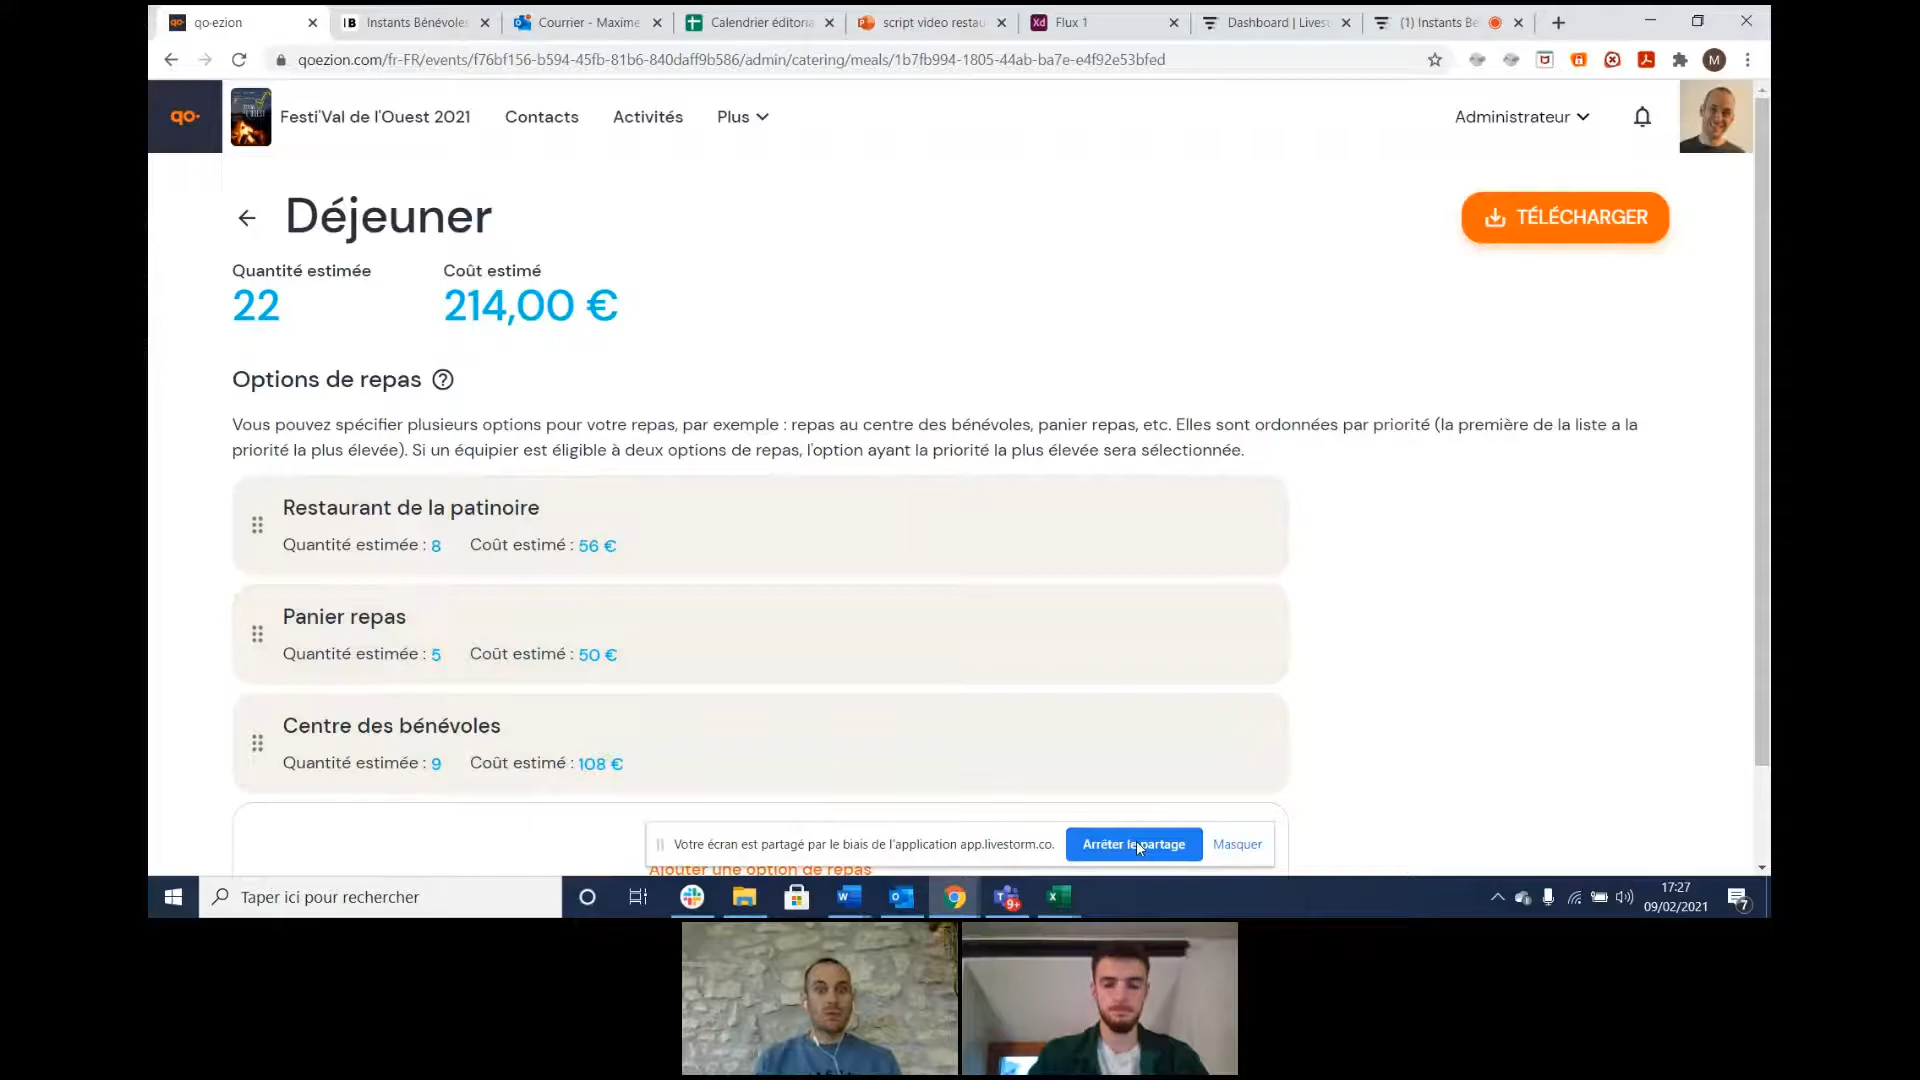 qo-ezion
Instants Bénévoles
Courrier - Maxime
Calendrier éditoria
script video restau
Flux 1
Dashboard | Livest
(1) Instants Be
qoezion.com/fr-FR/events/f76bf156-b594-45fb-81b6-840daff9b586/admin/catering/meals/1b7fb994-1805-44ab-ba7e-e4f92e53bfed
M
qo·
Festi'Val de l'Ouest 2021
Contacts
Activités
Plus
Administrateur
Déjeuner
TÉLÉCHARGER
Quantité estimée
Coût estimé
22
214,00 €
Options de repas
Vous pouvez spécifier plusieurs options pour votre repas, par exemple : repas au centre des bénévoles, panier repas, etc. Elles sont ordonnées par priorité (la première de la liste a la
priorité la plus élevée). Si un équipier est éligible à deux options de repas, l'option ayant la priorité la plus élevée sera sélectionnée.
Restaurant de la patinoire
Quantité estimée : 8 Coût estimé : 56 €
Panier repas
Quantité estimée : 5 Coût estimé : 50 €
Centre des bénévoles
Quantité estimée : 9 Coût estimé : 108 €
Votre écran est partagé par le biais de l'application app.livestorm.co.
Arrêter le partage
Masquer
Ajouter une option de repas
Taper ici pour rechercher
9+
17:27
09/02/2021
7